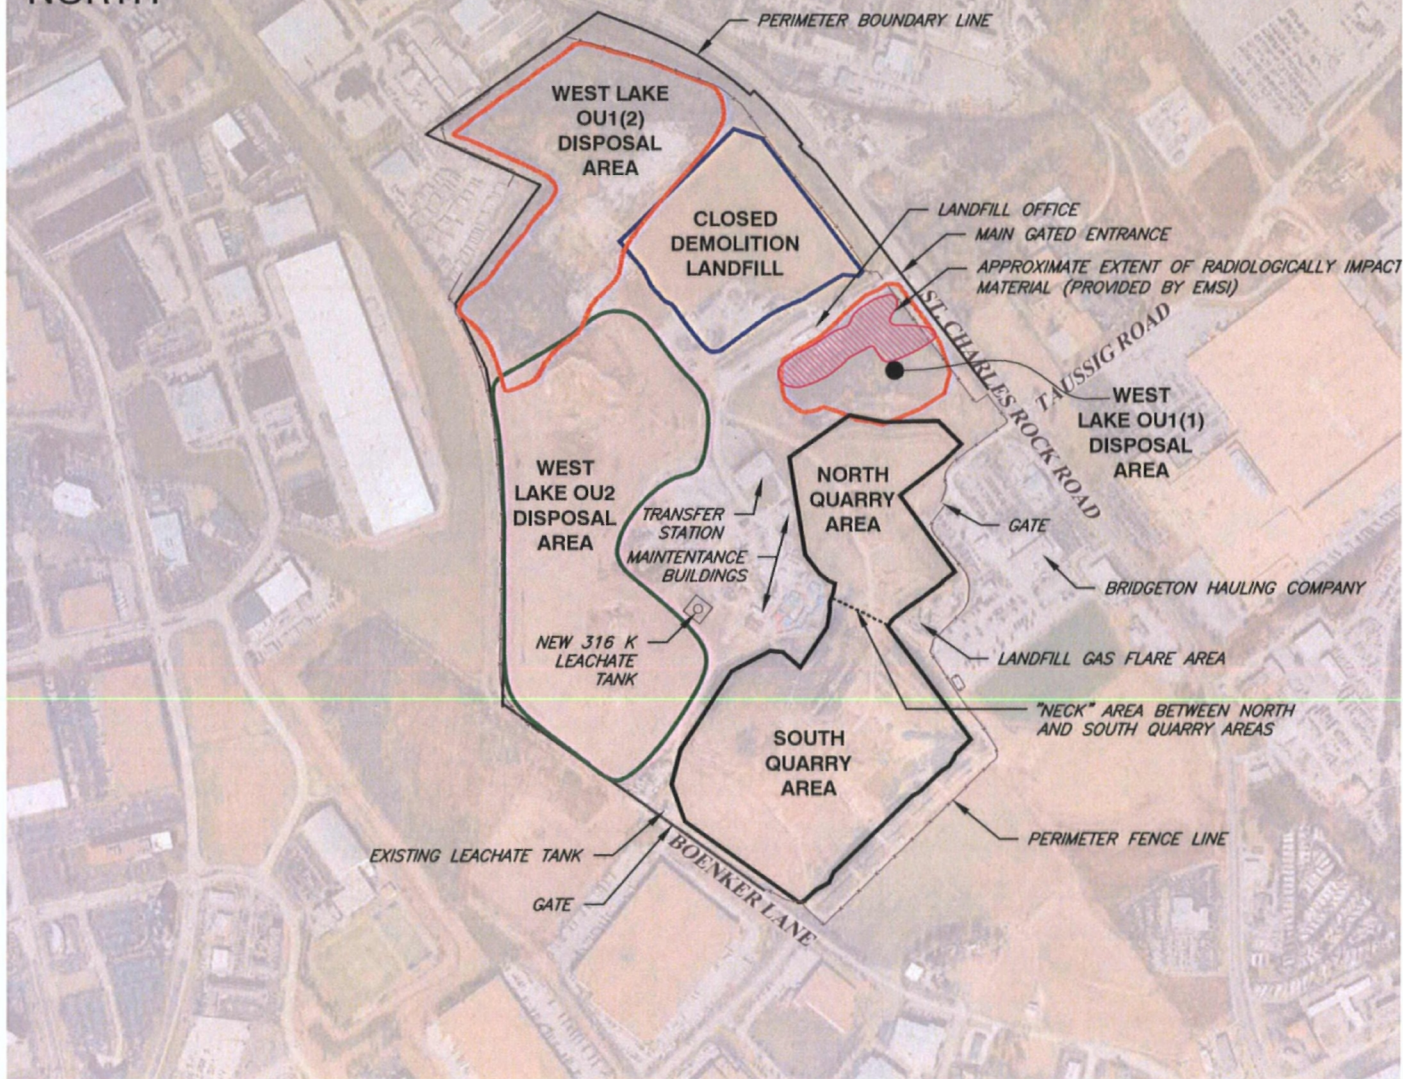 NORTH
PERIMETER BOUNDARY LINE
WEST LAKE
OU1(2)
DISPOSAL
AREA
CLOSED
DEMOLITION
LANDFILL
LANDFILL OFFICE
MAIN GATED ENTRANCE
APPROXIMATE EXTENT OF RADIOLOGICALLY IMPACT
MATERIAL (PROVIDED BY EMSI)
ST. CHARLES ROCK ROAD
TAUSSIG ROAD
WEST
LAKE OU1(1)
DISPOSAL
AREA
WEST
LAKE OU2
DISPOSAL
AREA
NORTH
QUARRY
AREA
TRANSFER
STATION
MAINTENTANCE
BUILDINGS
GATE
BRIDGETON HAULING COMPANY
NEW 316 K
LEACHATE
TANK
LANDFILL GAS FLARE AREA
"NECK" AREA BETWEEN NORTH
AND SOUTH QUARRY AREAS
SOUTH
QUARRY
AREA
PERIMETER FENCE LINE
EXISTING LEACHATE TANK
GATE
BOENKER LANE